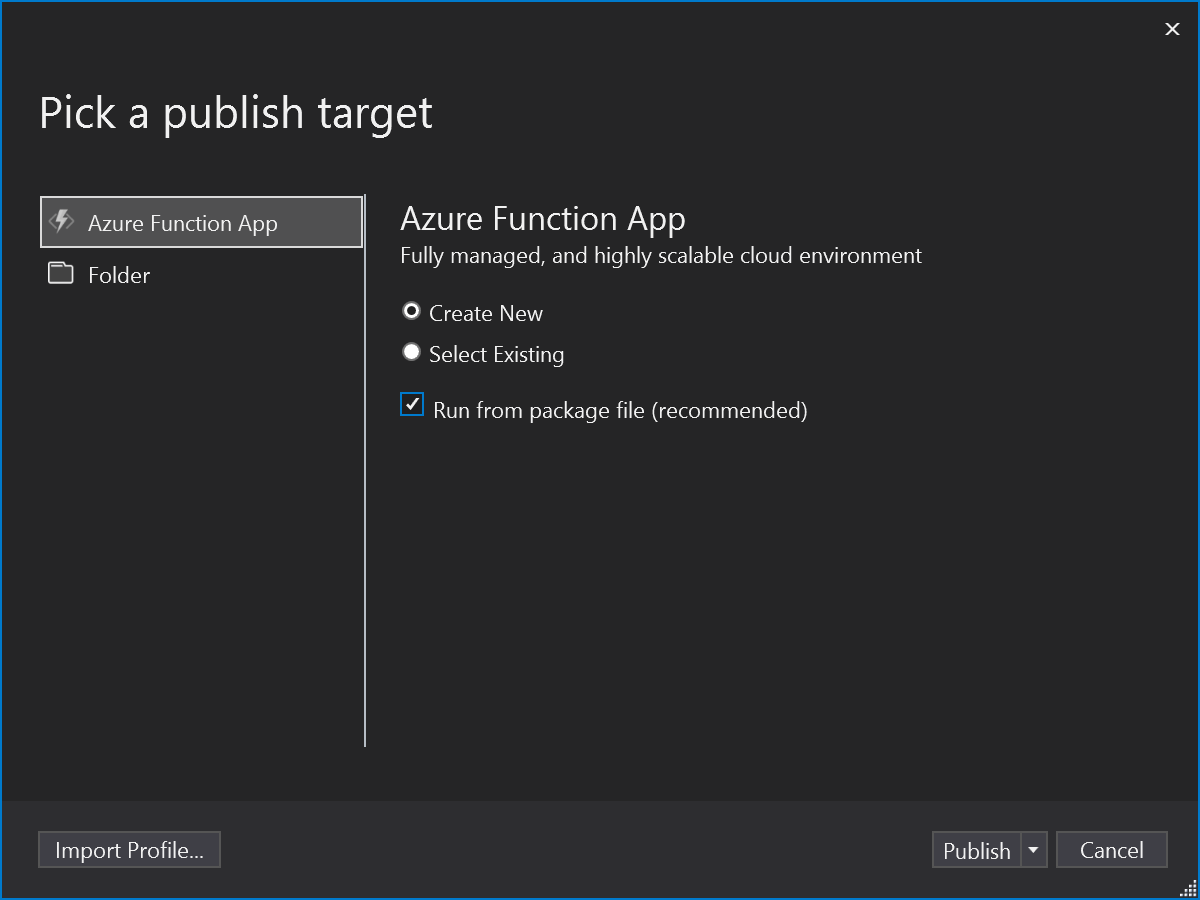 Pick a publish target
Azure Function App
Folder
Azure Function App
Fully managed, and highly scalable cloud environment
Create New
Select Existing
Run from package file (recommended)
Import Profile...
Publish
Cancel